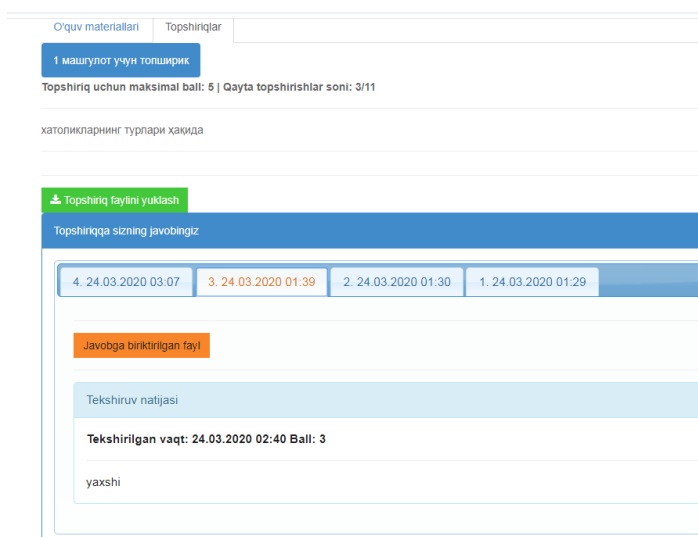 O'quv materiallari Topshiriqlar
1 машгулот учун топширик
Topshiriq uchun maksimal ball: 5 | Qayta topshirishlar soni: 3/11
хатоликларнинг турлари ҳақида
Topshiriq faylini yuklash
Topshiriqqa sizning javobingiz
4. 24.03.2020 03:07 3. 24.03.2020 01:39 2. 24.03.2020 01:30 1. 24.03.2020 01:29
Javobga biriktirilgan fayl
Tekshiruv natijasi
Tekshirilgan vaqt: 24.03.2020 02:40 Ball: 3
yaxshi